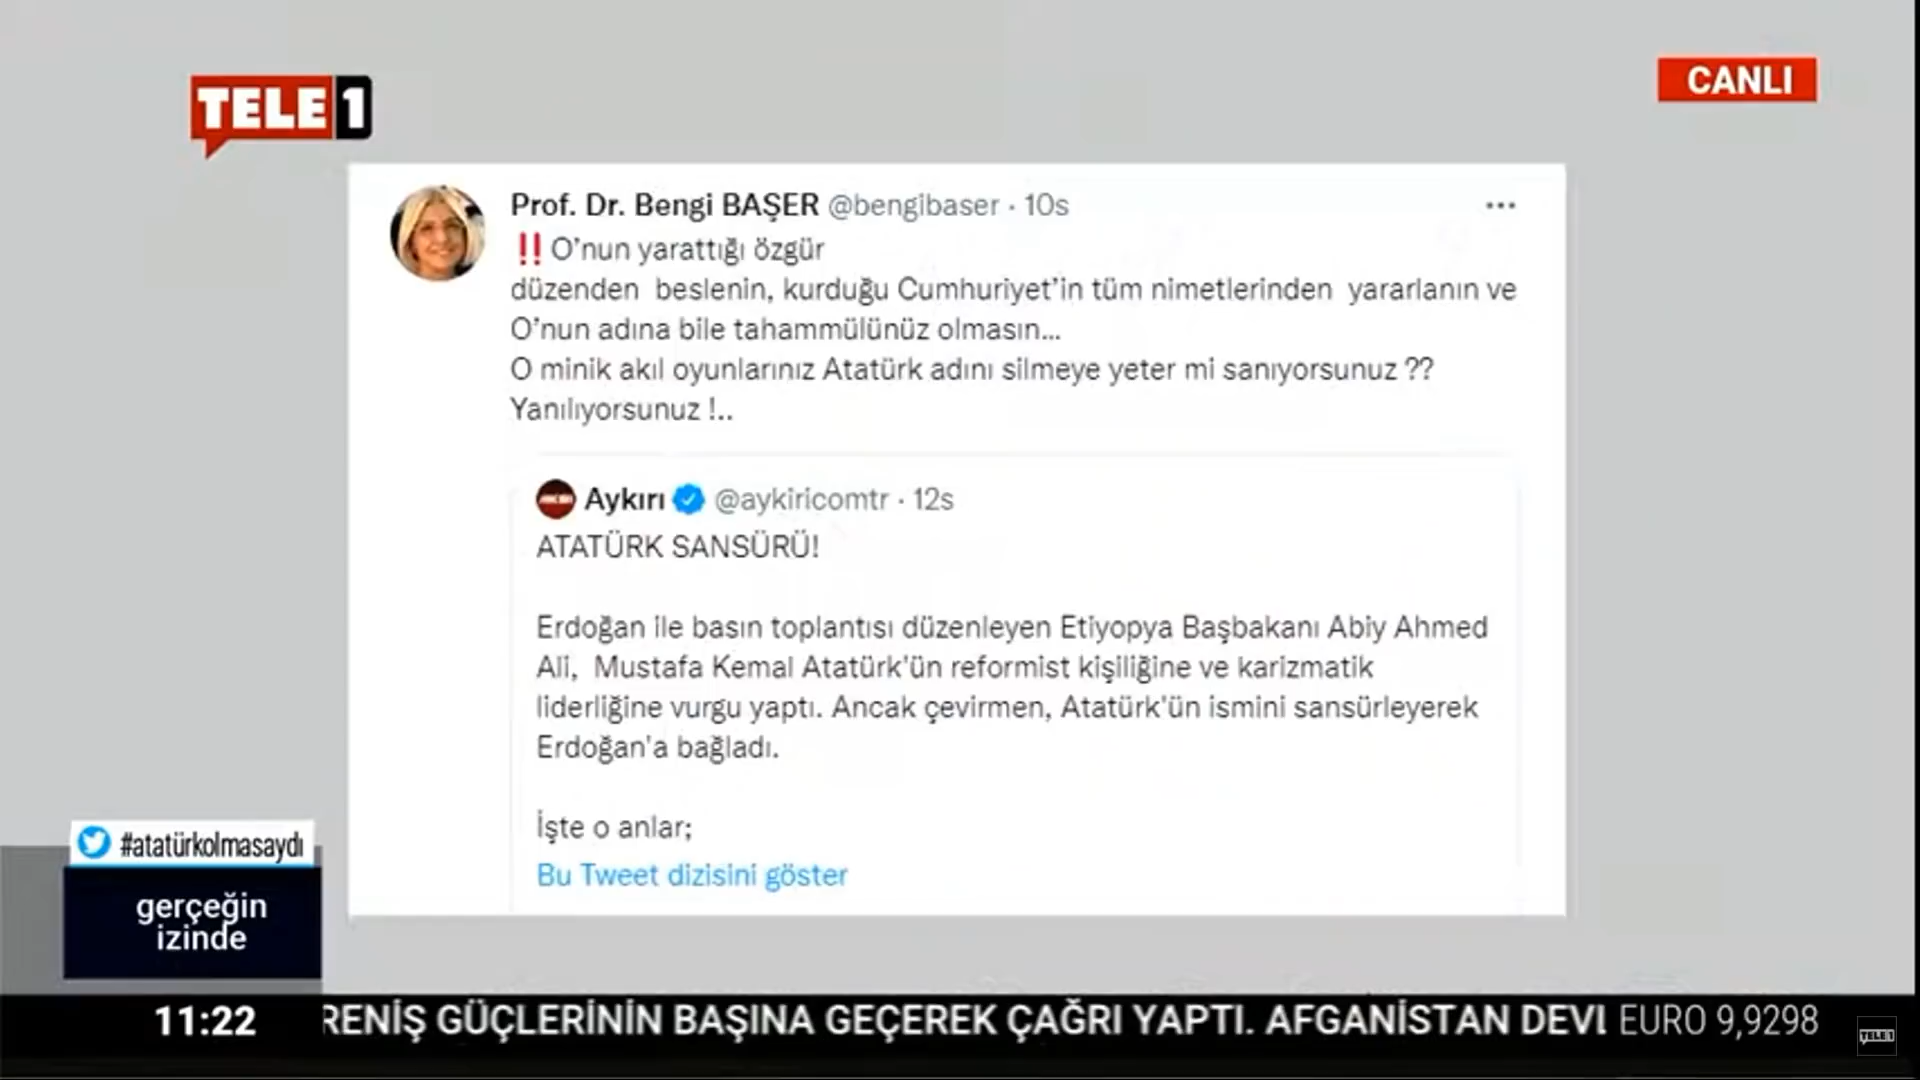 TELE1
CANLI
Prof. Dr. Bengi BAŞER @bengibaser · 10s
‼️ O’nun yarattığı özgür
düzenden beslenin, kurduğu Cumhuriyet’in tüm nimetlerinden yararlanın ve
O’nun adına bile tahammülünüz olmasın...
O minik akıl oyunlarınız Atatürk adını silmeye yeter mi sanıyorsunuz ??
Yanılıyorsunuz !..
Aykırı @aykiricomtr · 12s
ATATÜRK SANSÜRÜ!
Erdoğan ile basın toplantısı düzenleyen Etiyopya Başbakanı Abiy Ahmed
Ali, Mustafa Kemal Atatürk'ün reformist kişiliğine ve karizmatik
liderliğine vurgu yaptı. Ancak çevirmen, Atatürk'ün ismini sansürleyerek
Erdoğan'a bağladı.
İşte o anlar;
Bu Tweet dizisini göster
#atatürkolmasaydı
gerçeğin
izinde
11:22 RENİŞ GÜÇLERİNİN BAŞINA GEÇEREK ÇAĞRI YAPTI. AFGANİSTAN DEVL EURO 9,9298
TELE1